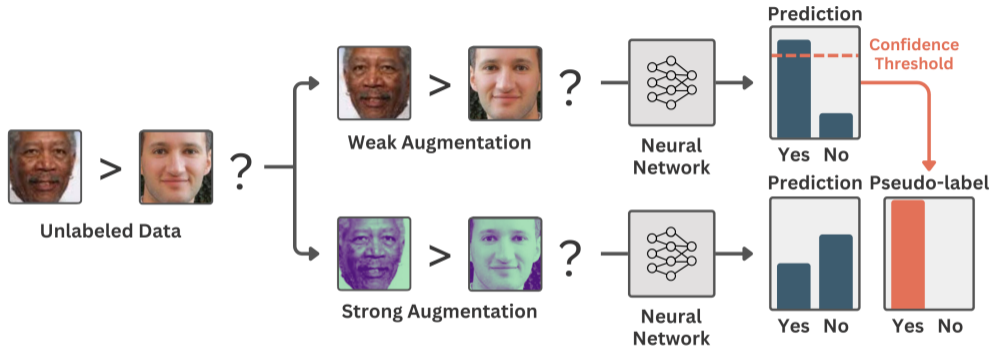 Prediction
Confidence
Threshold
> ?
Weak Augmentation
Neural
Network
Yes No
> ?
Unlabeled Data
Prediction Pseudo-label
> ?
Strong Augmentation
Neural
Network
Yes No
Yes No